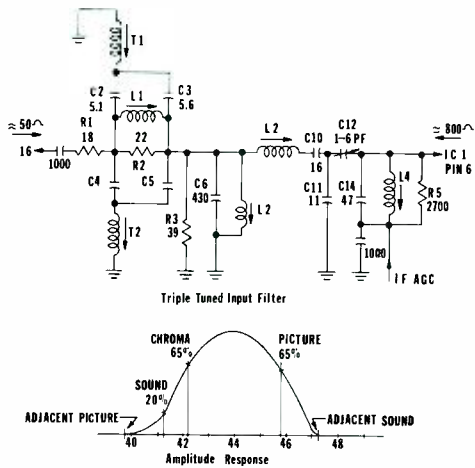 T1
C2
5.1
L1
C3
5.6
≈50Ω
16
1000
R1
18
22
R2
L2
C10
16
C12
1-6 PF
≈800Ω
IC 1
PIN 6
C4
C5
C6
430
L2
R3
39
T2
C11
11
C14
47
L4
R5
2700
1000
IF AGC
Triple Tuned Input Filter
CHROMA
65%
PICTURE
65%
SOUND
20%
ADJACENT PICTURE
ADJACENT SOUND
40 42 44 46 48
Amplitude Response